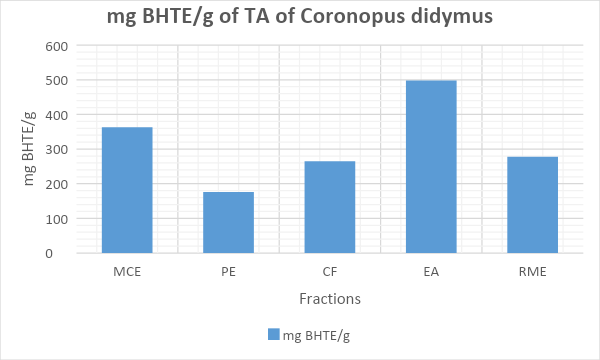 mg BHTE/g of TA of Coronopus didymus
600
500
400
300
200
100
0
mg BHTE/g
MCE PE CF EA RME
Fractions
mg BHTE/g